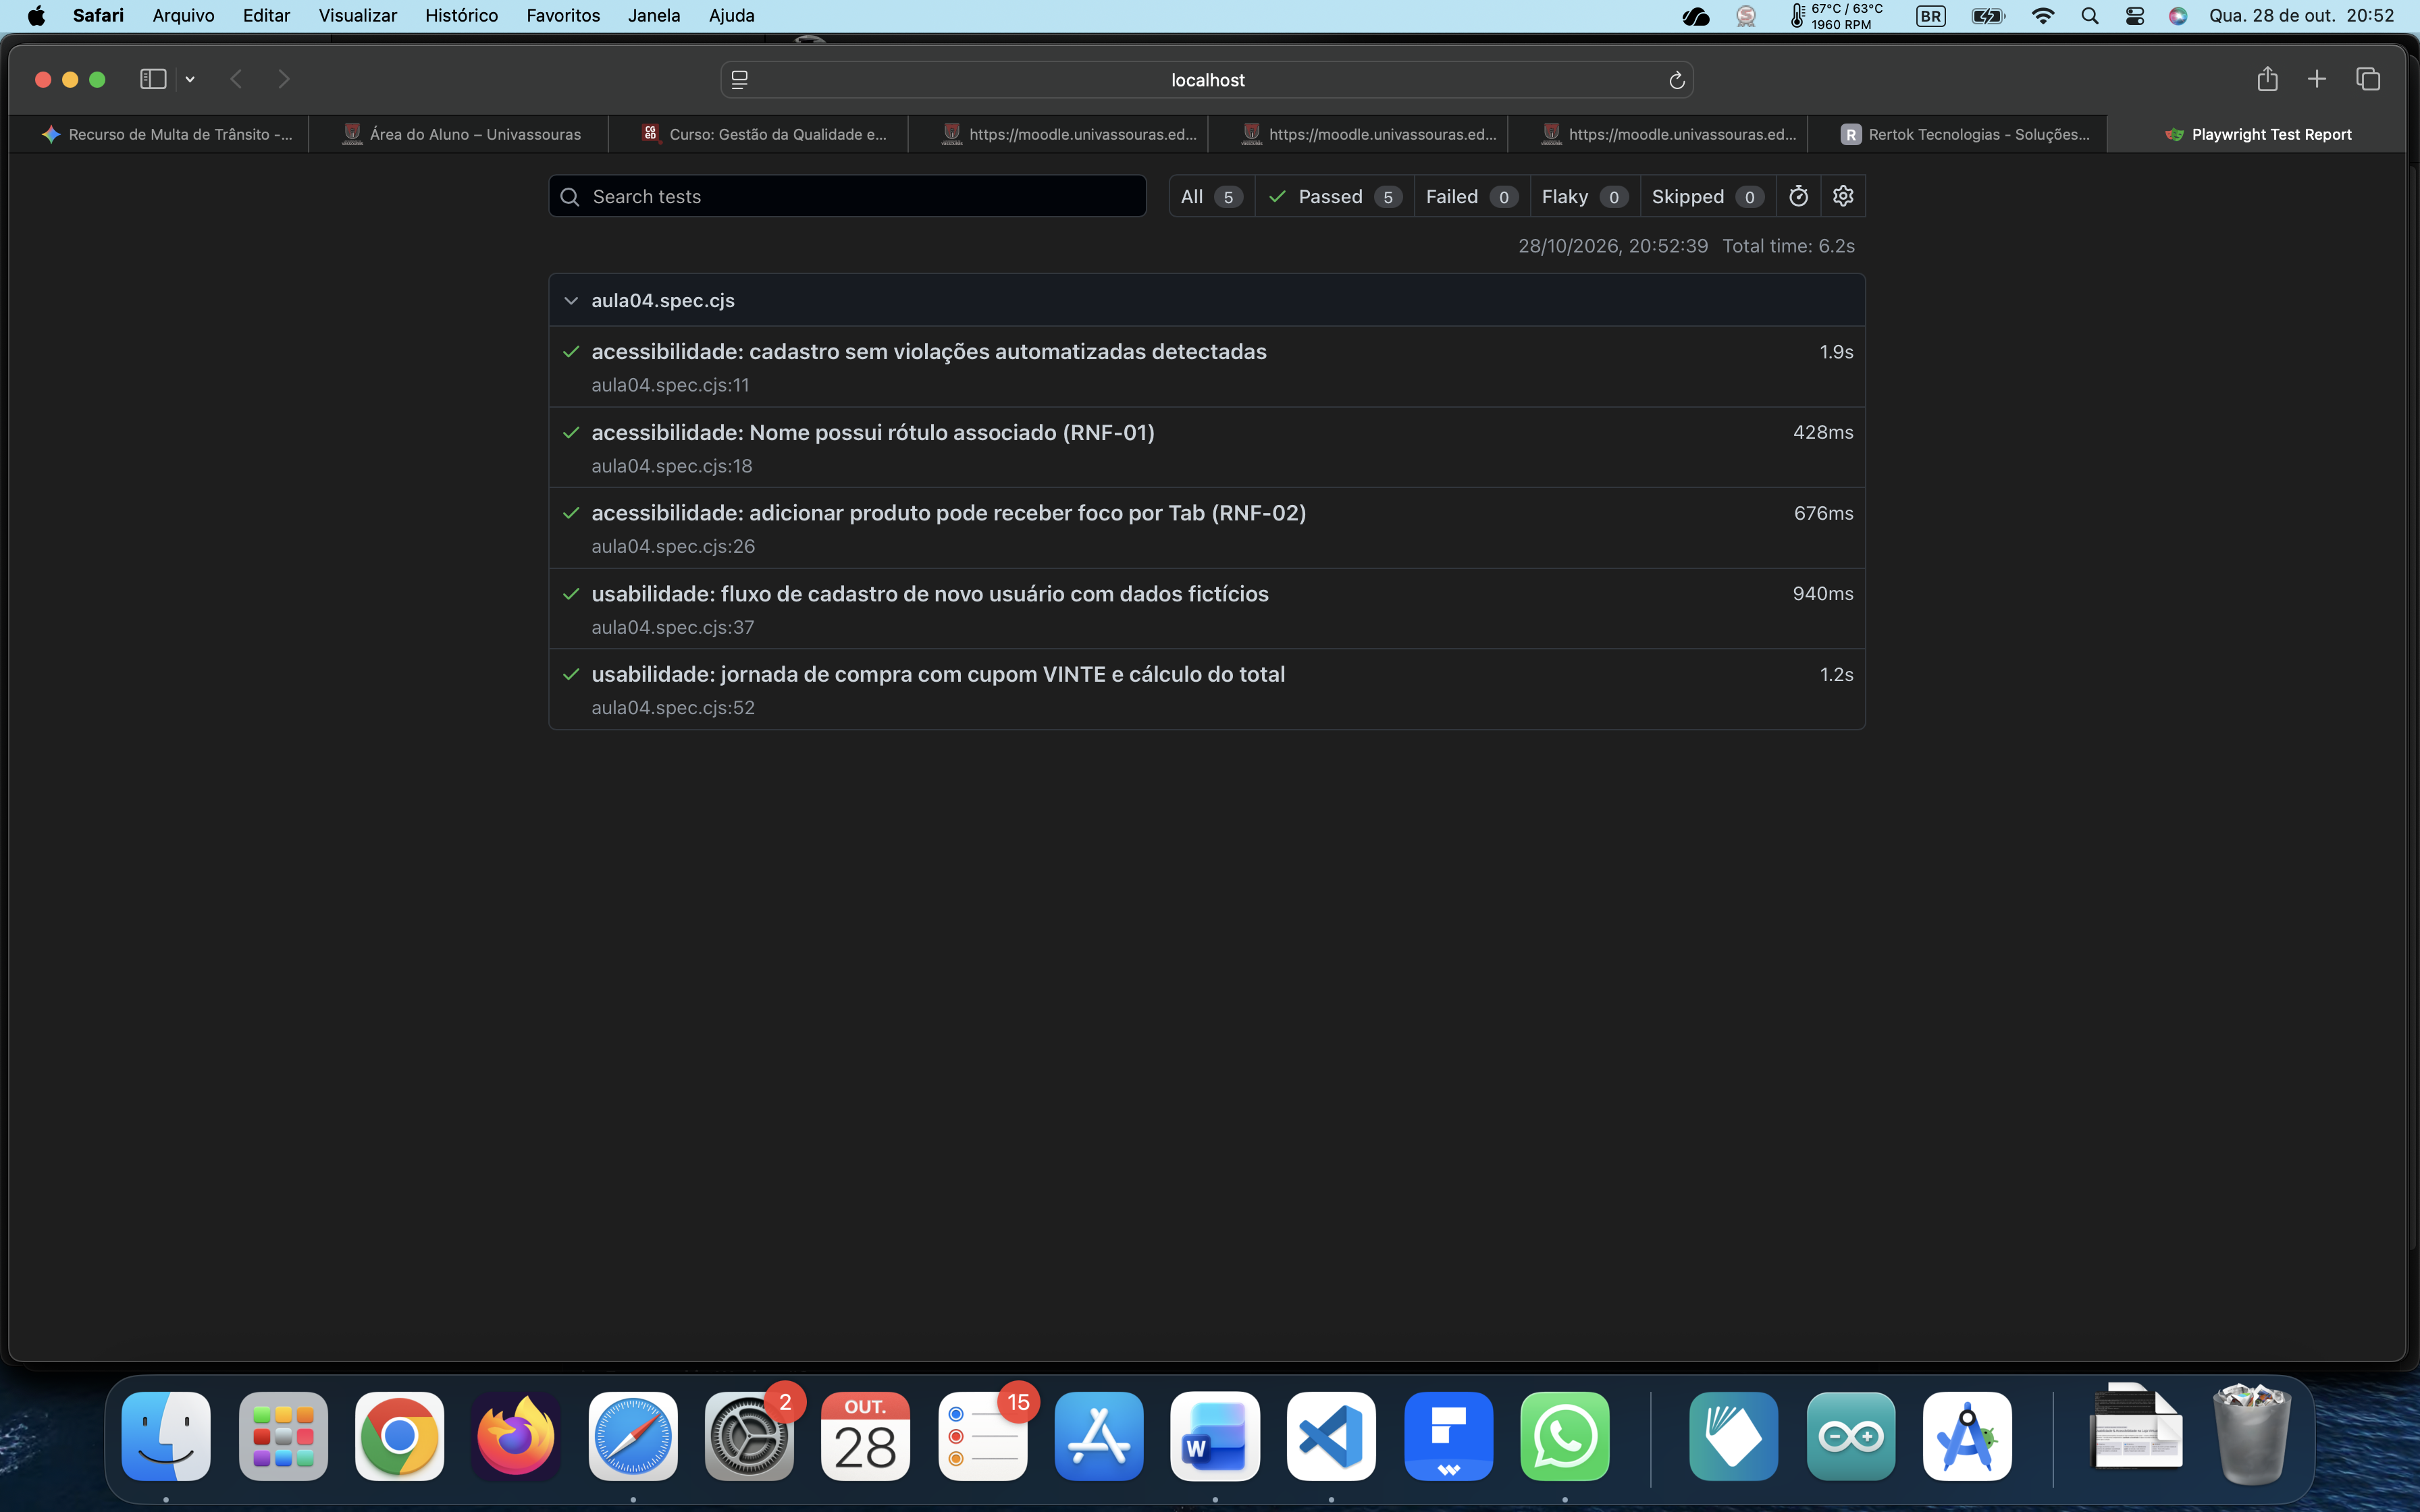 Safari Arquivo Editar Visualizar Histórico Favoritos Janela Ajuda
67°C / 63°C
1960 RPM
BR
Qua. 28 de out. 20:52
localhost
Recurso de Multa de Trânsito -...
Área do Aluno – Univassouras
Curso: Gestão da Qualidade e...
https://moodle.univassouras.ed...
https://moodle.univassouras.ed...
https://moodle.univassouras.ed...
R Rertok Tecnologias - Soluções...
Playwright Test Report
Search tests
All 5 Passed 5 Failed 0 Flaky 0 Skipped 0
28/10/2026, 20:52:39 Total time: 6.2s
aula04.spec.cjs
acessibilidade: cadastro sem violações automatizadas detectadas 1.9s
aula04.spec.cjs:11
acessibilidade: Nome possui rótulo associado (RNF-01) 428ms
aula04.spec.cjs:18
acessibilidade: adicionar produto pode receber foco por Tab (RNF-02) 676ms
aula04.spec.cjs:26
usabilidade: fluxo de cadastro de novo usuário com dados fictícios 940ms
aula04.spec.cjs:37
usabilidade: jornada de compra com cupom VINTE e cálculo do total 1.2s
aula04.spec.cjs:52
2
OUT.
28
15
W